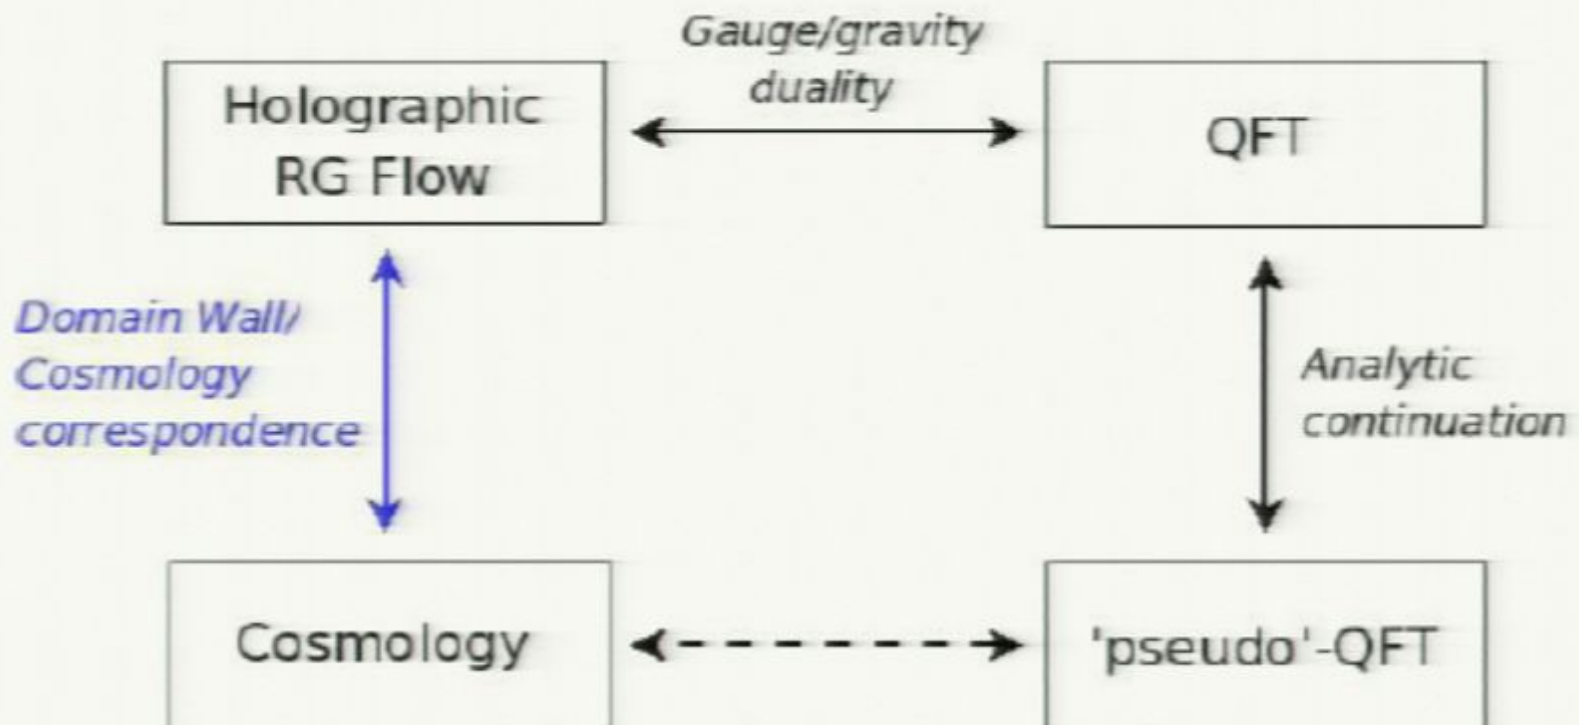 Gauge/gravity
duality
Holographic
RG Flow
QFT
Domain Wall/
Cosmology
correspondence
Analytic
continuation
Cosmology
'pseudo'-QFT